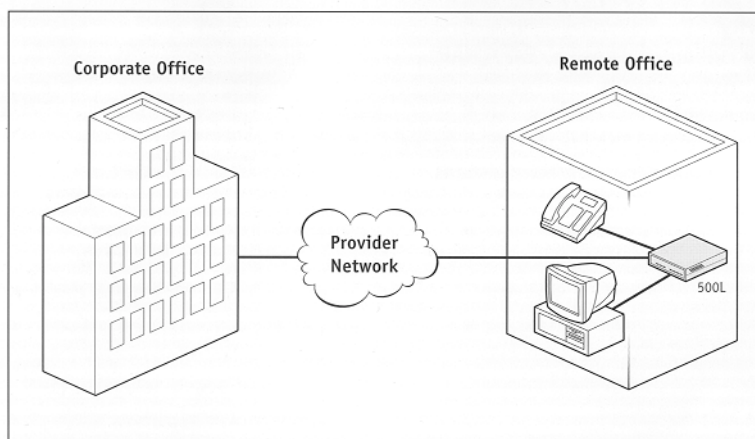 Corporate Office
Remote Office
Provider
Network
500L